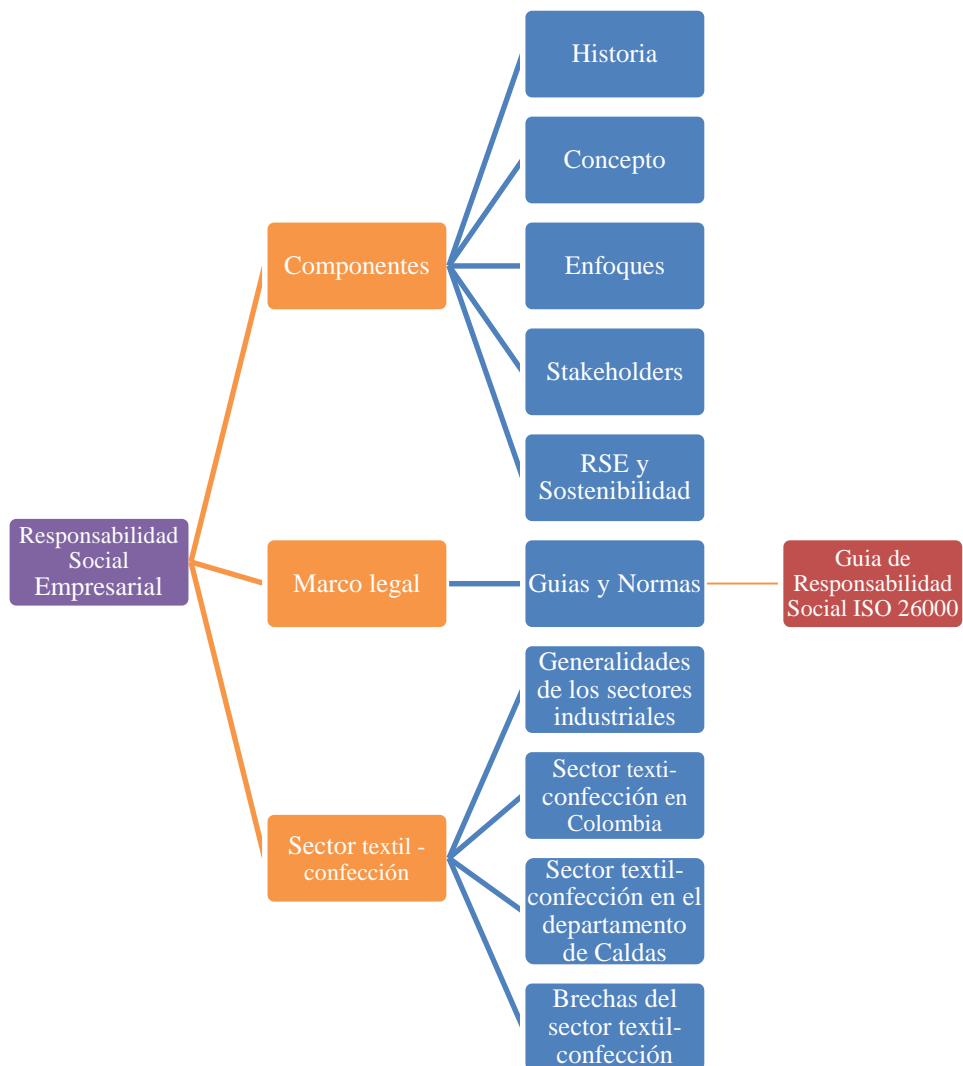 Responsabilidad
Social
Empresarial
Componentes
Historia
Concepto
Enfoques
Stakeholders
RSE y
Sostenibilidad
Marco legal
Guias y Normas
Guia de
Responsabilidad
Social ISO 26000
Sector textil -
confección
Generalidades
de los sectores
industriales
Sector texti-
confección en
Colombia
Sector textil-
confección en el
departamento
de Caldas
Brechas del
sector textil-
confección